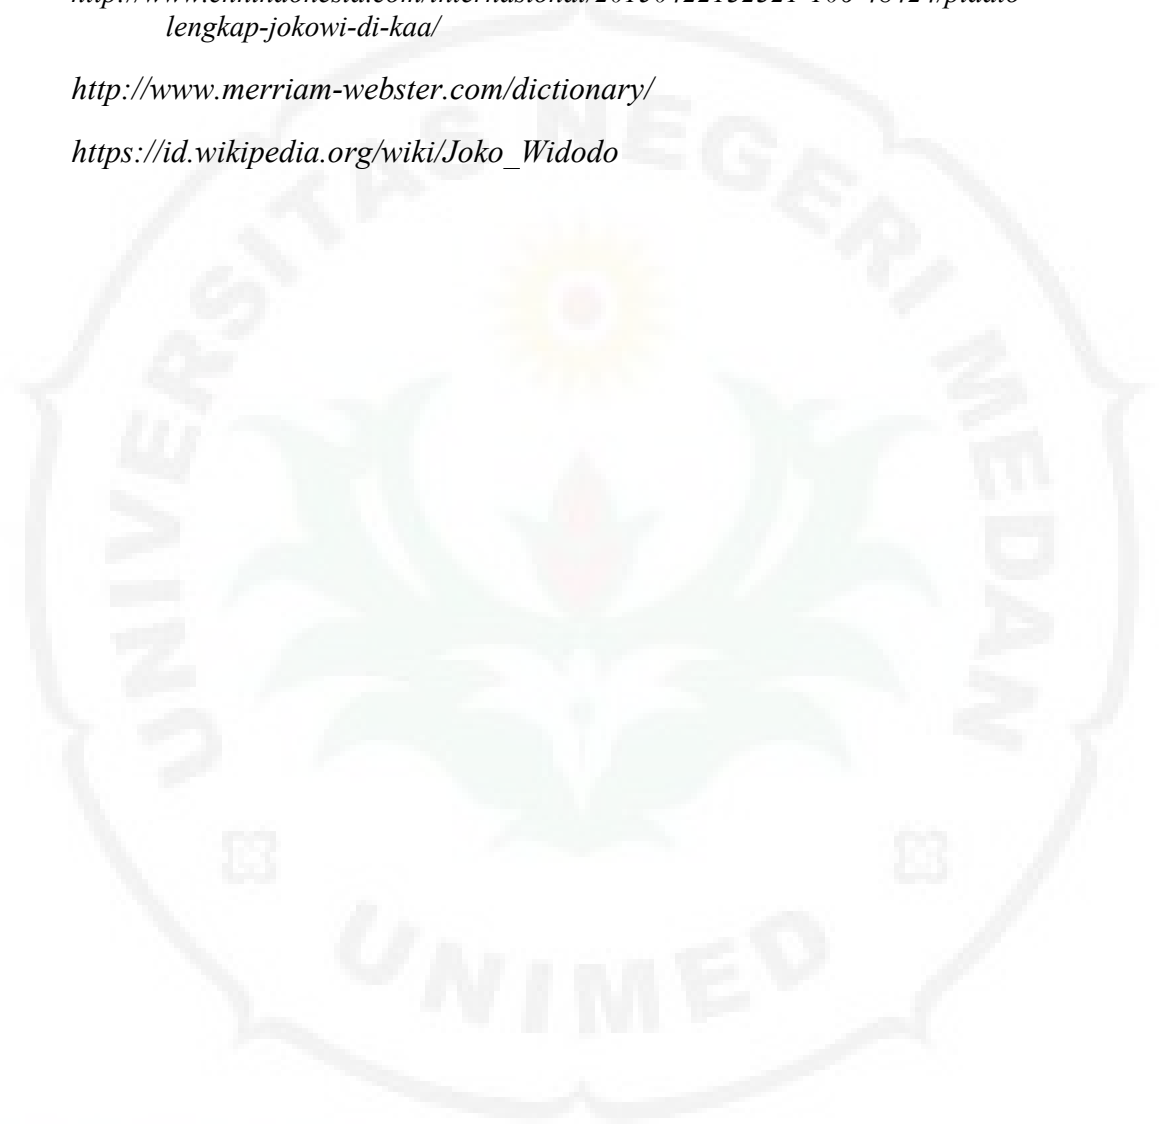 lengkap-jokowi-di-kaa/
http://www.merriam-webster.com/dictionary/
https://id.wikipedia.org/wiki/Joko_Widodo
UNIVERSITAS NEGERI MEDAN
UNIMED